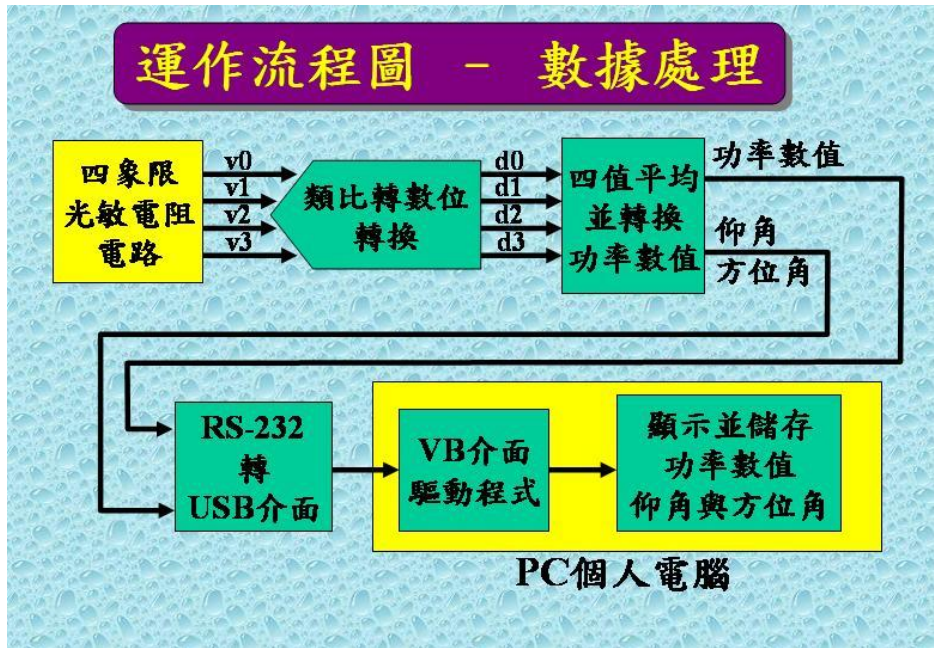 運作流程圖 - 數據處理
四象限
光敏電阻
電路
v0
v1
v2
v3
類比轉數位
轉換
d0
d1
d2
d3
四值平均
並轉換
功率數值
功率數值
仰角
方位角
RS-232
轉
USB介面
VB介面
驅動程式
顯示並儲存
功率數值
仰角與方位角
PC個人電腦